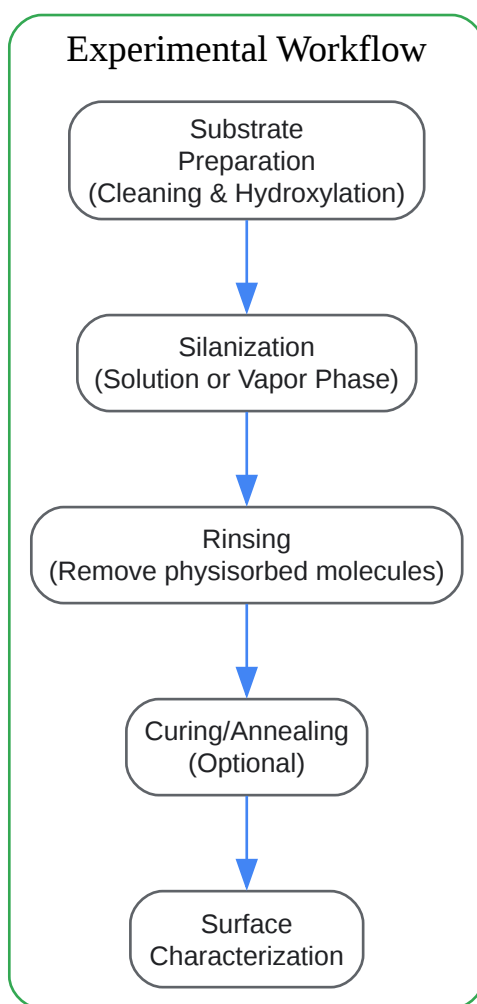 Experimental Workflow
Substrate
Preparation
(Cleaning & Hydroxylation)
Silanization
(Solution or Vapor Phase)
Rinsing
(Remove physisorbed molecules)
Curing/Annealing
(Optional)
Surface
Characterization